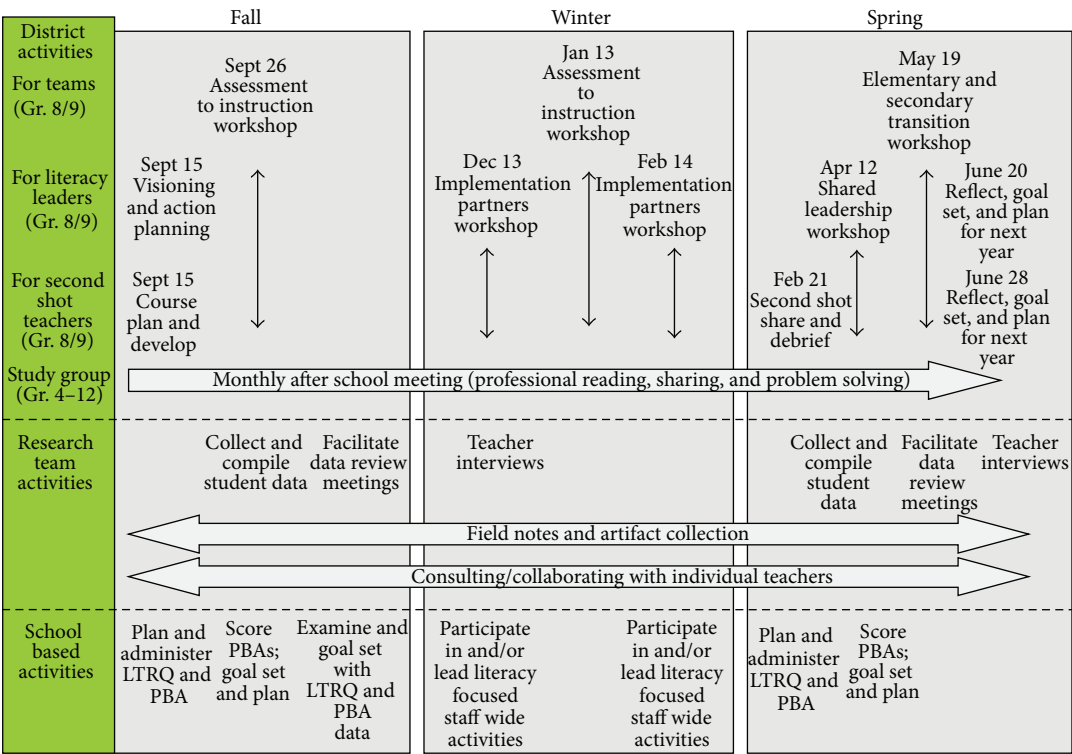 Fall
Winter
Spring
District
activities
For teams
(Gr. 8/9)
Sept 26
Assessment
to instruction
workshop
Jan 13
Assessment
to
instruction
workshop
May 19
Elementary and
secondary
transition
workshop
For literacy
leaders
(Gr. 8/9)
Sept 15
Visioning
and action
planning
Dec 13
Implementation
partners
workshop
Feb 14
Implementation
partners
workshop
Apr 12
Shared
leadership
workshop
June 20
Reflect, goal
set, and plan
for next
year
For second
shot
teachers
(Gr. 8/9)
Sept 15
Course
plan and
develop
Feb 21
Second shot
share and
debrief
June 28
Reflect, goal
set, and plan
for next
year
Study group
(Gr. 4–12)
Monthly after school meeting (professional reading, sharing, and problem solving)
Research
team
activities
Collect and
compile
student data
Facilitate
data review
meetings
Teacher
interviews
Collect and
compile
student
data
Facilitate
data
review
meetings
Teacher
interviews
Field notes and artifact collection
Consulting/collaborating with individual teachers
School
based
activities
Plan and
administer
LTRQ and
PBA
Score
PBAs;
goal set
and plan
Examine and
goal set
with
LTRQ and
PBA
data
Participate
in and/or
lead literacy
focused
staff wide
activities
Participate
in and/or
lead literacy
focused
staff wide
activities
Plan and
administer
LTRQ and
PBA
Score
PBAs;
goal set
and plan